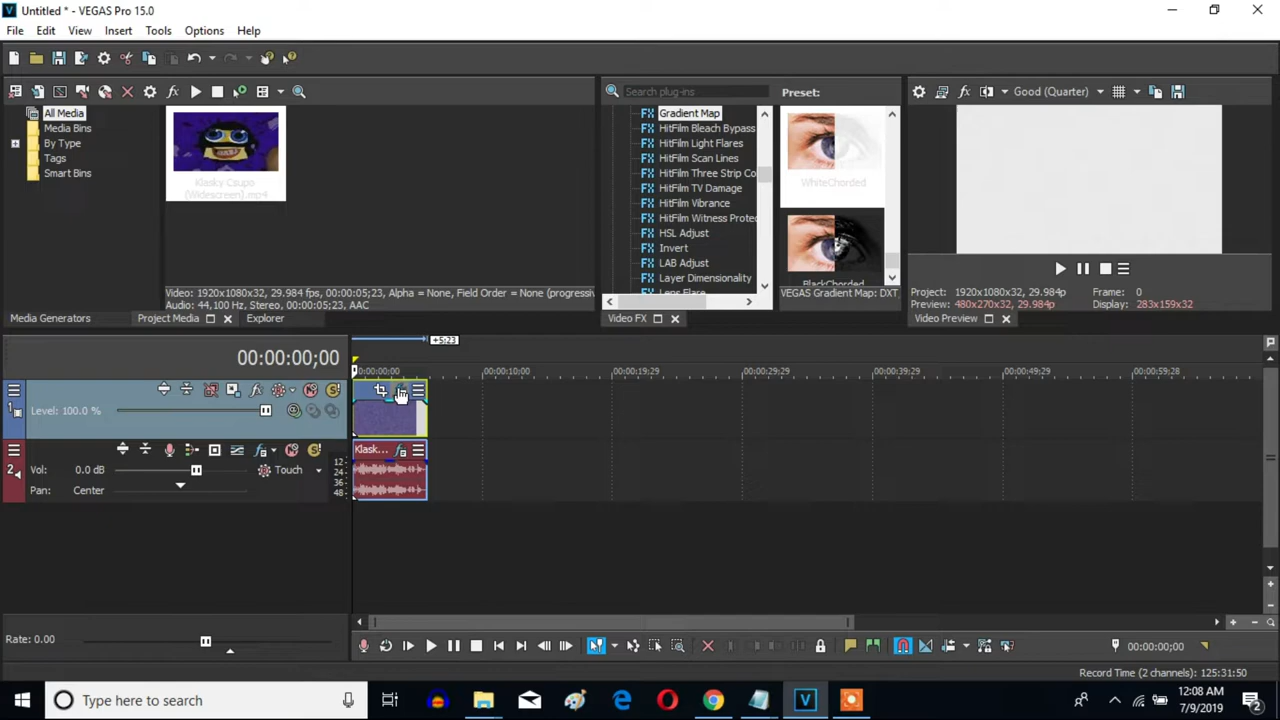 Untitled * - VEGAS Pro 15.0
File Edit View Insert Tools Options Help
All Media
Media Bins
By Type
Tags
Smart Bins
Klasky Csupo
(Widescreen).mp4
Video: 1920x1080x32, 29.984 fps, 00:00:05;23, Alpha = None, Field Order = None (progressiv
Audio: 44,100 Hz, Stereo, 00:00:05;23, AAC
Media Generators
Project Media
Explorer
Search plug-ins
Gradient Map
HitFilm Bleach Bypass
HitFilm Light Flares
HitFilm Scan Lines
HitFilm Three Strip Co
HitFilm TV Damage
HitFilm Vibrance
HitFilm Witness Protec
HSL Adjust
Invert
LAB Adjust
Layer Dimensionality
Lens Flare
Preset:
WhiteChorded
BlackChorded
VEGAS Gradient Map: DXT
Video FX
Good (Quarter)
Project: 1920x1080x32, 29.984p
Preview: 480x270x32, 29.984p
Frame: 0
Display: 283x159x32
Video Preview
00:00:00;00
+5;23
00:00:00;00 00:00:10;00 00:00:19;29 00:00:29;29 00:00:39;29 00:00:49;29 00:00:59;28
1
Level: 100.0 %
2
Vol: 0.0 dB
Touch
Pan: Center
12
24
36
48
Klask...
Rate: 0.00
00:00:00;00
Record Time (2 channels): 125:31:50
Type here to search
12:08 AM
7/9/2019
2